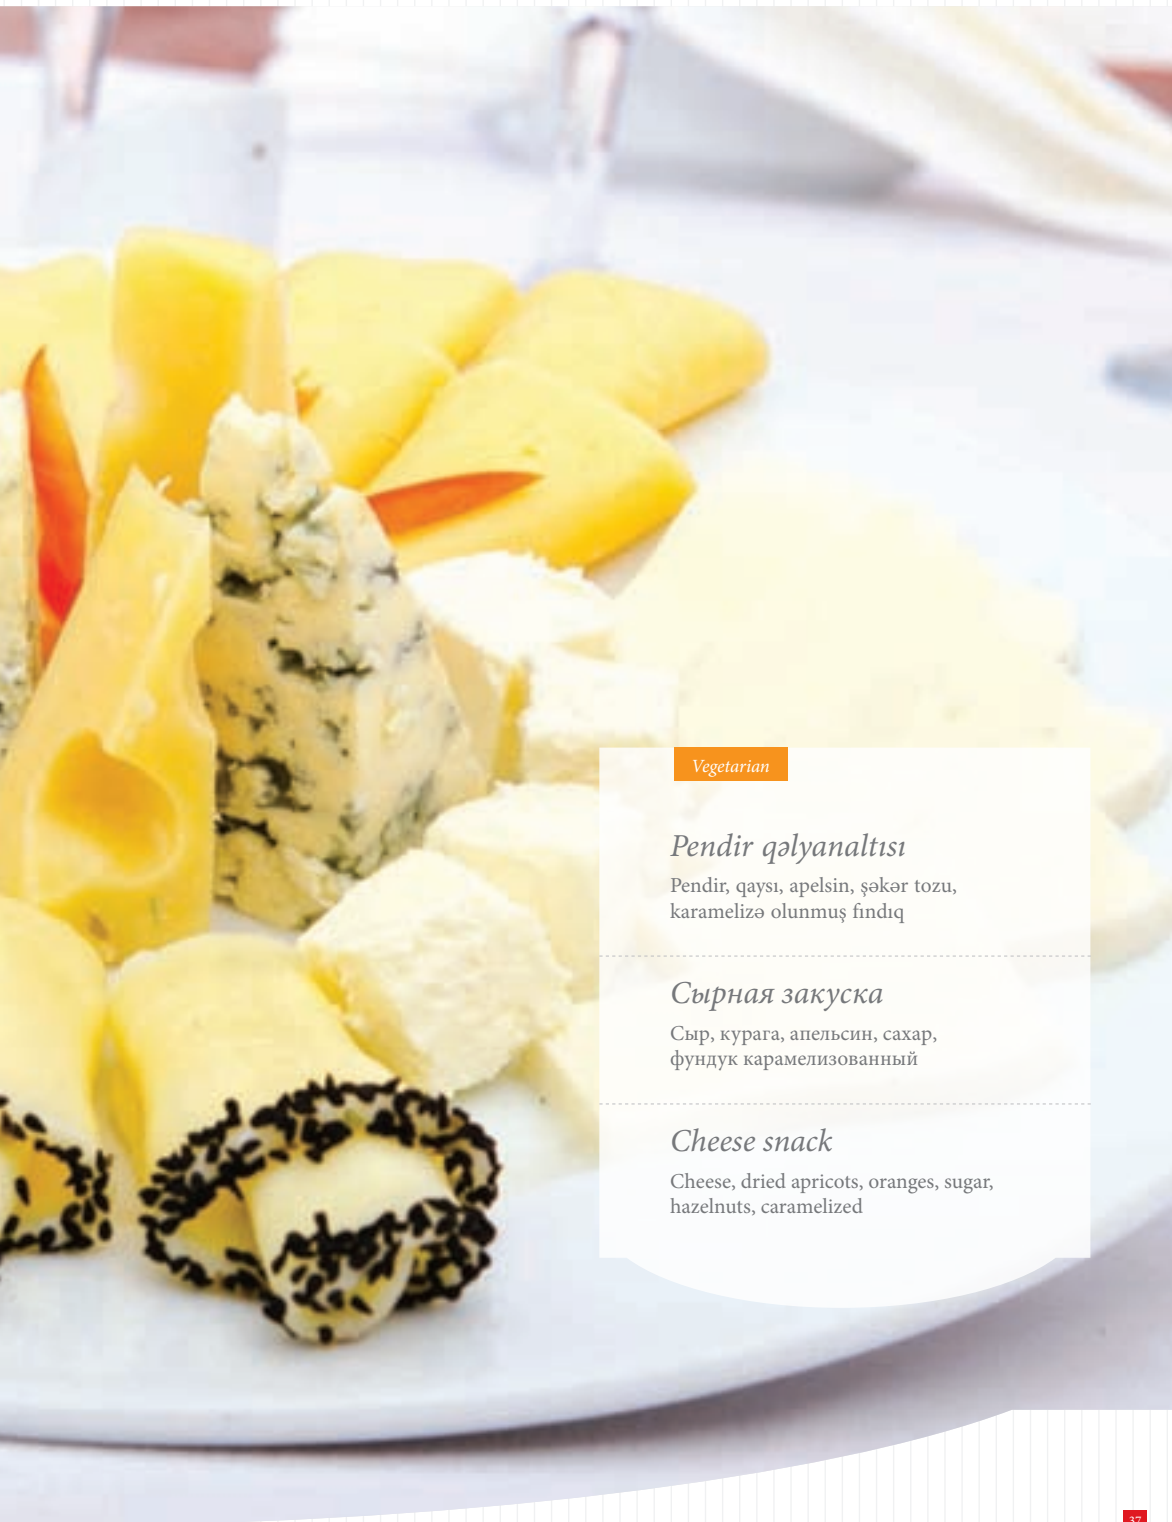 Vegetarian
Pendir qəlyanaltısı
Pendir, qaysı, apelsin, şəkər tozu,
karamelizə olunmuş fındıq
Сырная закуска
Сыр, курага, апельсин, сахар,
фундук карамелизованный
Cheese snack
Cheese, dried apricots, oranges, sugar,
hazelnuts, caramelized
37